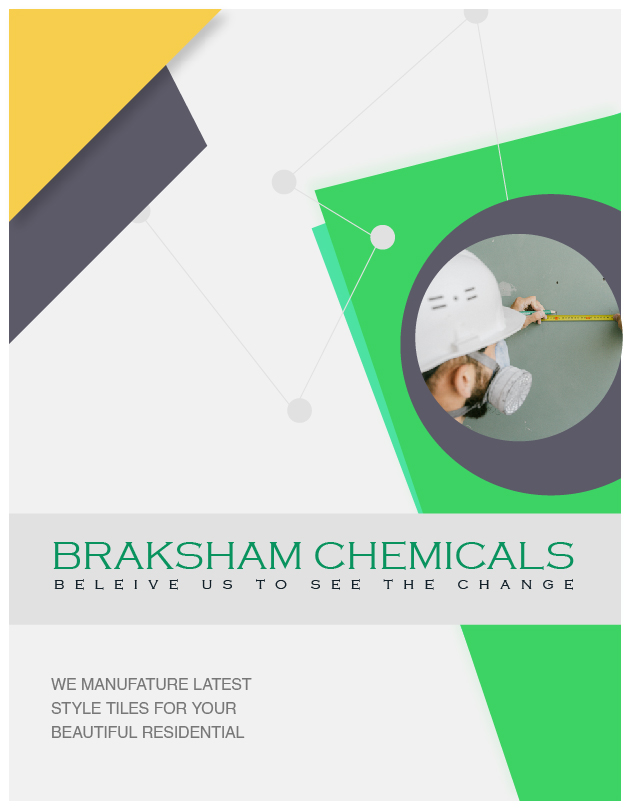 BRAKSHAM CHEMICALS
BELEIVE US TO SEE THE CHANGE
WE MANUFATURE LATEST
STYLE TILES FOR YOUR
BEAUTIFUL RESIDENTIAL